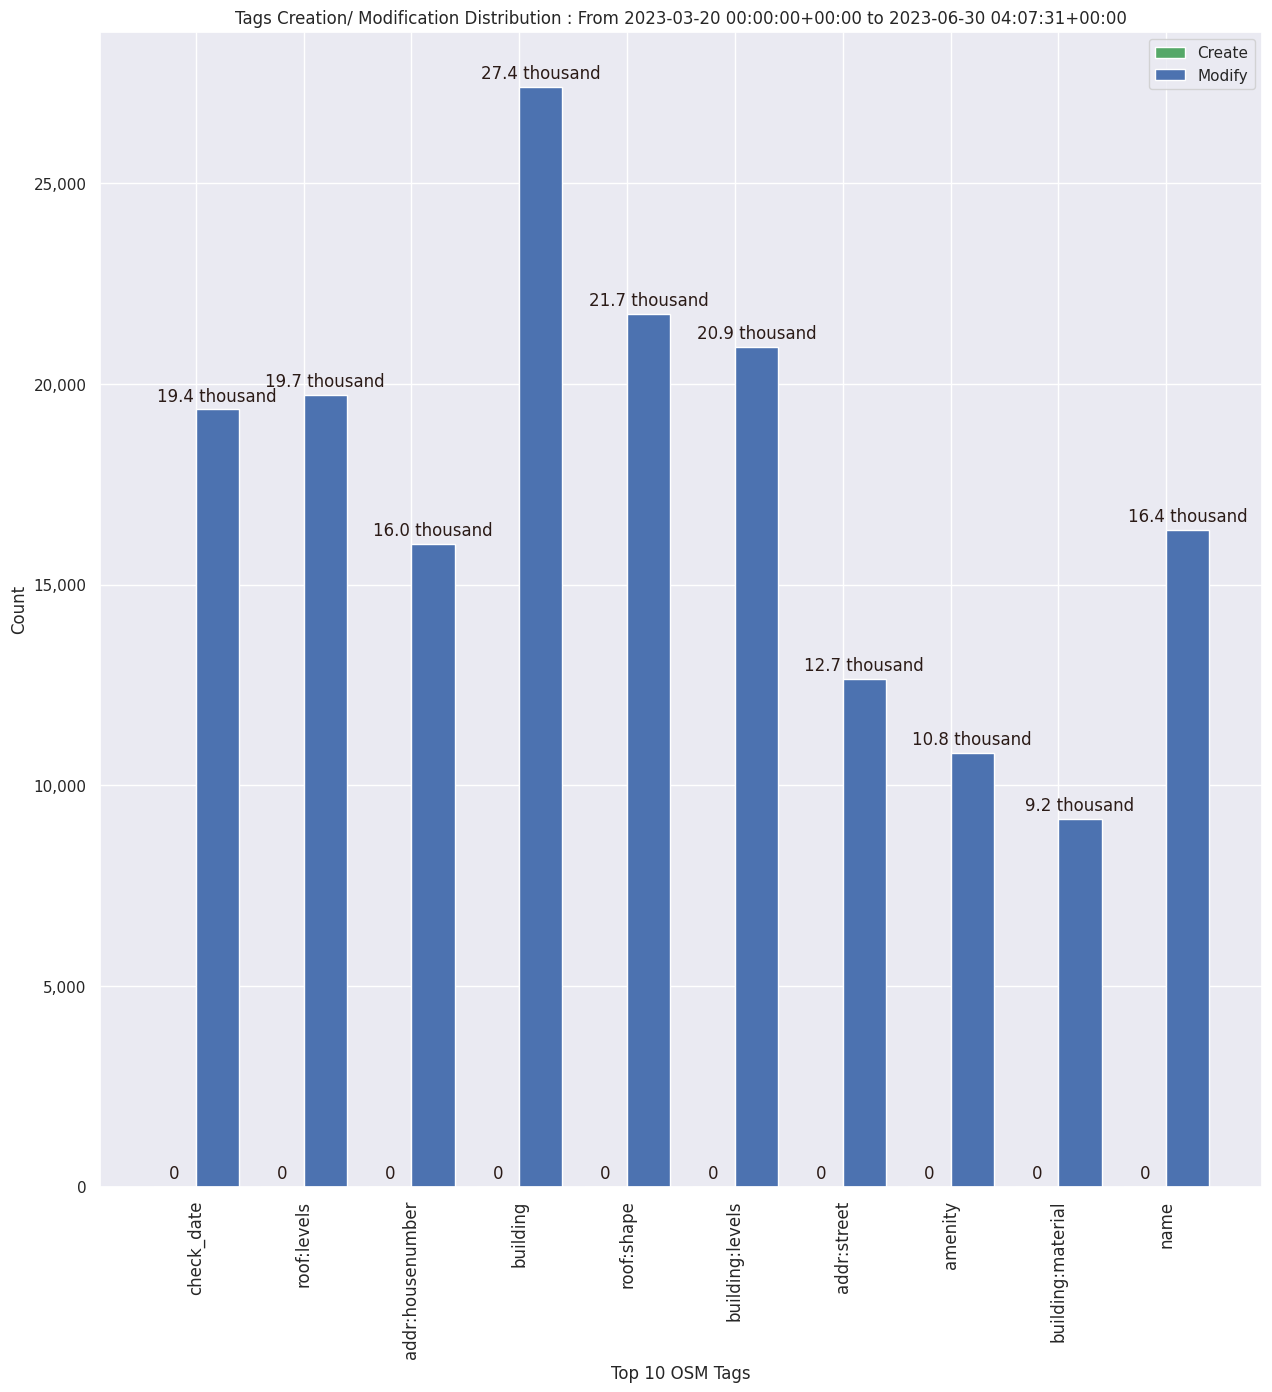 Tags Creation/ Modification Distribution : From 2023-03-20 00:00:00+00:00 to 2023-06-30 04:07:31+00:00
Create
Modify
27.4 thousand
25,000
21.7 thousand
20.9 thousand
20,000
19.4 thousand
19.7 thousand
16.0 thousand
16.4 thousand
15,000
12.7 thousand
10.8 thousand
10,000
9.2 thousand
5,000
0
0 0 0 0 0 0 0 0 0 0
Count
check_date
roof:levels
addr:housenumber
building
roof:shape
building:levels
addr:street
amenity
building:material
name
Top 10 OSM Tags